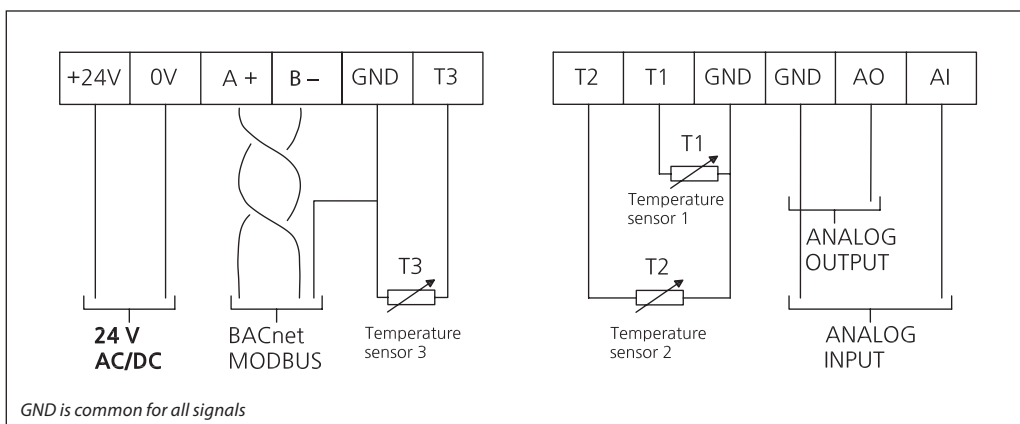 +24V 0V A + B – GND T3
T2 T1 GND GND AO AI
T1
Temperature
sensor 1
ANALOG
OUTPUT
T3
T2
24 V
AC/DC
BACnet
MODBUS
Temperature
sensor 3
Temperature
sensor 2
ANALOG
INPUT
GND is common for all signals